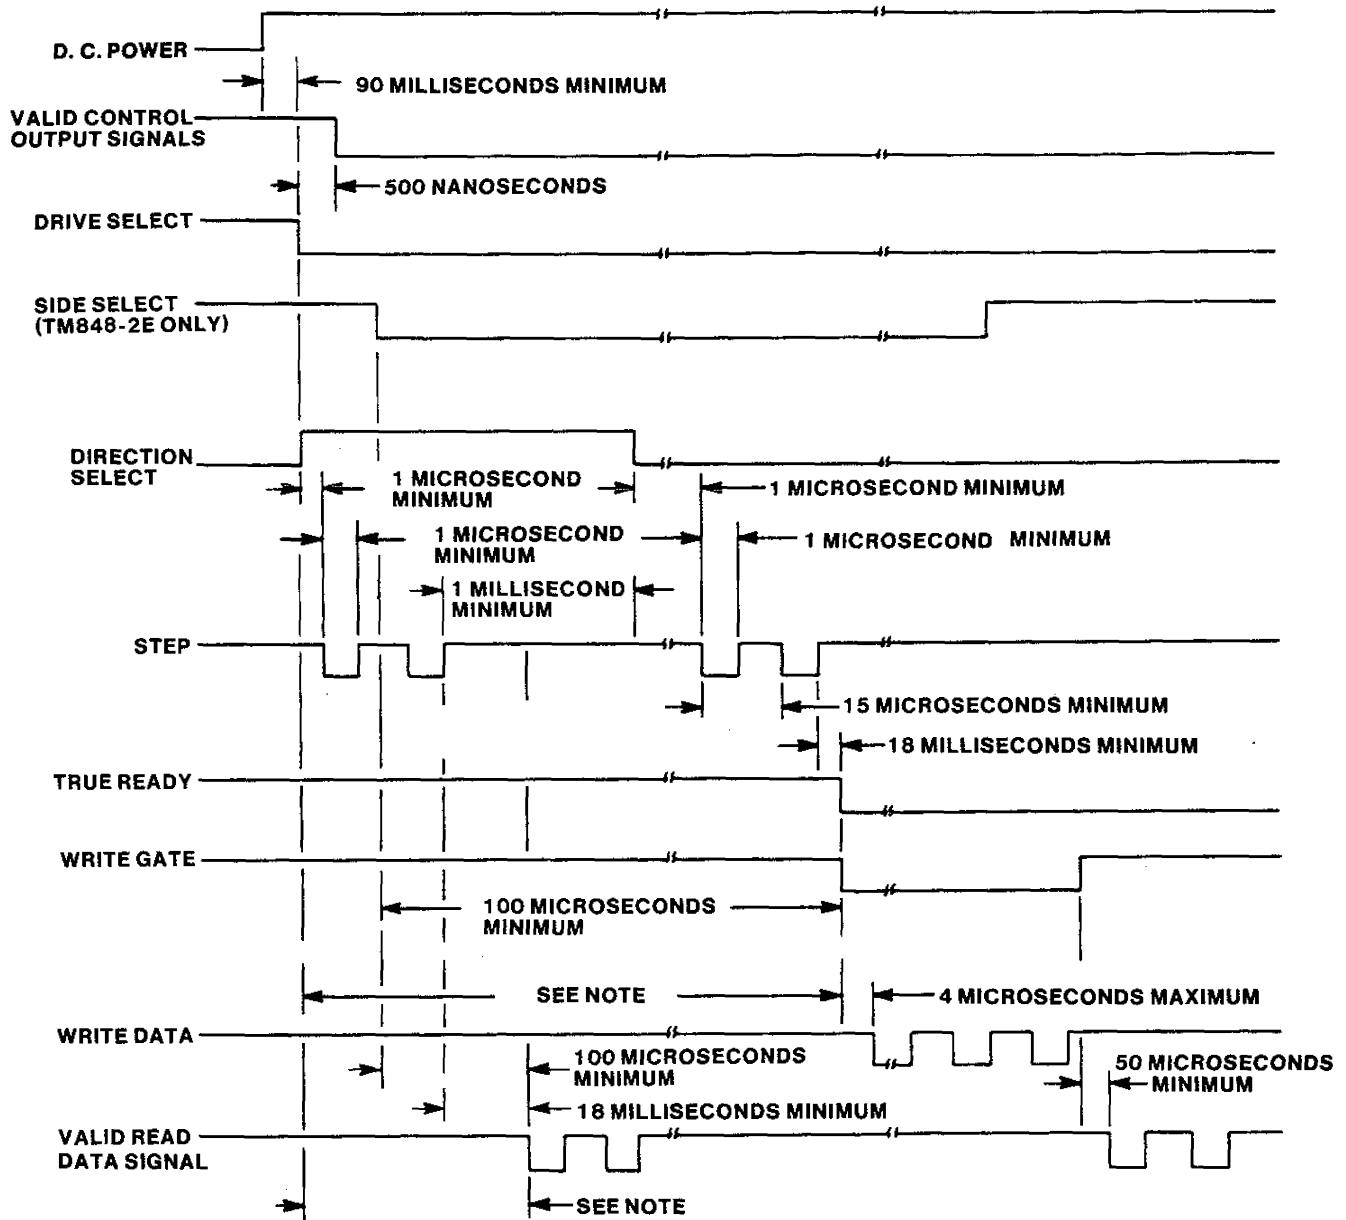 D. C. POWER
90 MILLISECONDS MINIMUM
VALID CONTROL
OUTPUT SIGNALS
500 NANOSECONDS
DRIVE SELECT
SIDE SELECT
(TM848-2E ONLY)
DIRECTION
SELECT
1 MICROSECOND
MINIMUM
1 MICROSECOND MINIMUM
1 MICROSECOND
MINIMUM
1 MICROSECOND MINIMUM
1 MILLISECOND
MINIMUM
STEP
15 MICROSECONDS MINIMUM
18 MILLISECONDS MINIMUM
TRUE READY
WRITE GATE
100 MICROSECONDS
MINIMUM
SEE NOTE
4 MICROSECONDS MAXIMUM
WRITE DATA
100 MICROSECONDS
MINIMUM
50 MICROSECONDS
MINIMUM
18 MILLISECONDS MINIMUM
VALID READ
DATA SIGNAL
SEE NOTE